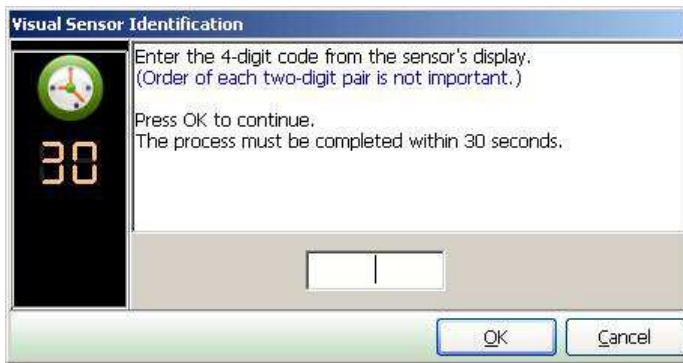 Visual Sensor Identification
Enter the 4-digit code from the sensor's display.
(Order of each two-digit pair is not important.)
Press OK to continue.
The process must be completed within 30 seconds.
30
OK
Cancel